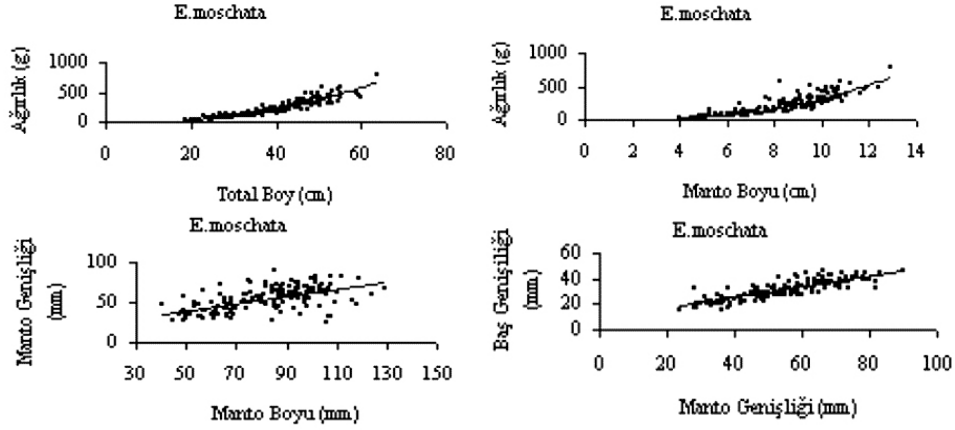 E.moschata
Ağırlık (g)
1000
500
0
0 20 40 60 80
Total Boy (cm)
E.moschata
Ağırlık (g)
1000
500
0
0 2 4 6 8 10 12 14
Manto Boyu (cm)
E.moschata
Manto Genişliği
(mm)
100
50
0
30 50 70 90 110 130 150
Manto Boyu (mm)
E.moschata
Baş Genişiliği
(mm)
60
40
20
0
0 20 40 60 80 100
Manto Genişliği (mm)